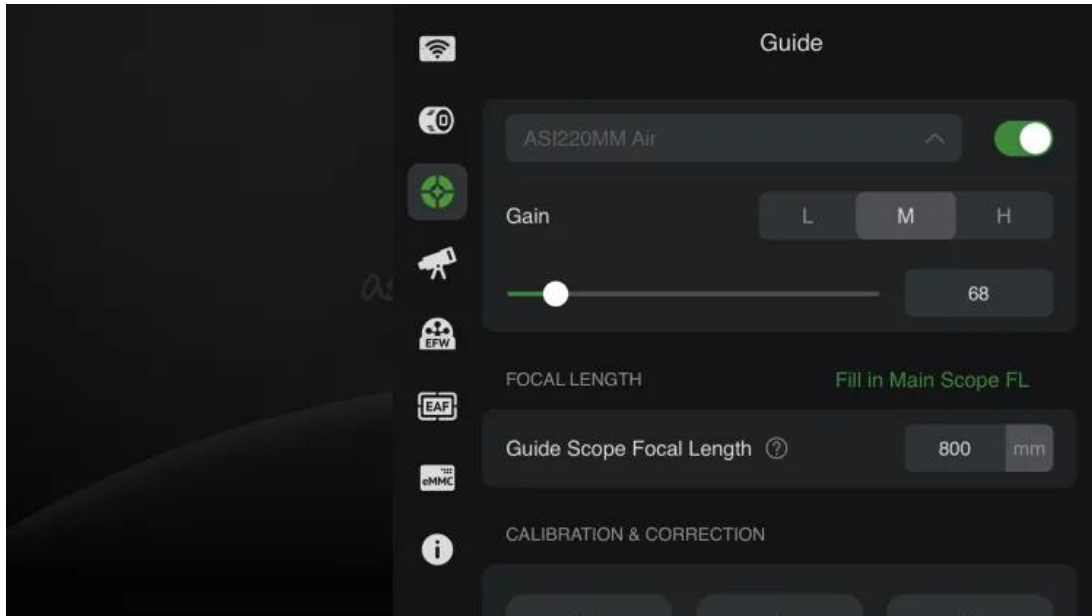 Guide
ASI220MM Air
Gain
L M H
68
FOCAL LENGTH Fill in Main Scope FL
Guide Scope Focal Length ?
800 mm
CALIBRATION & CORRECTION
EFW
EAF
eMMC